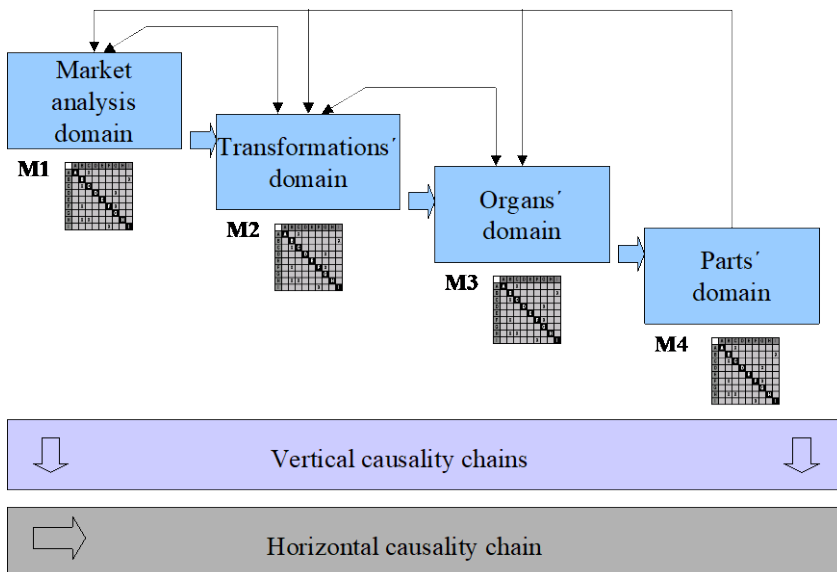 Market
analysis
domain
M1
Transformations´
domain
M2
Organs´
domain
M3
Parts´
domain
M4
Vertical causality chains
Horizontal causality chain